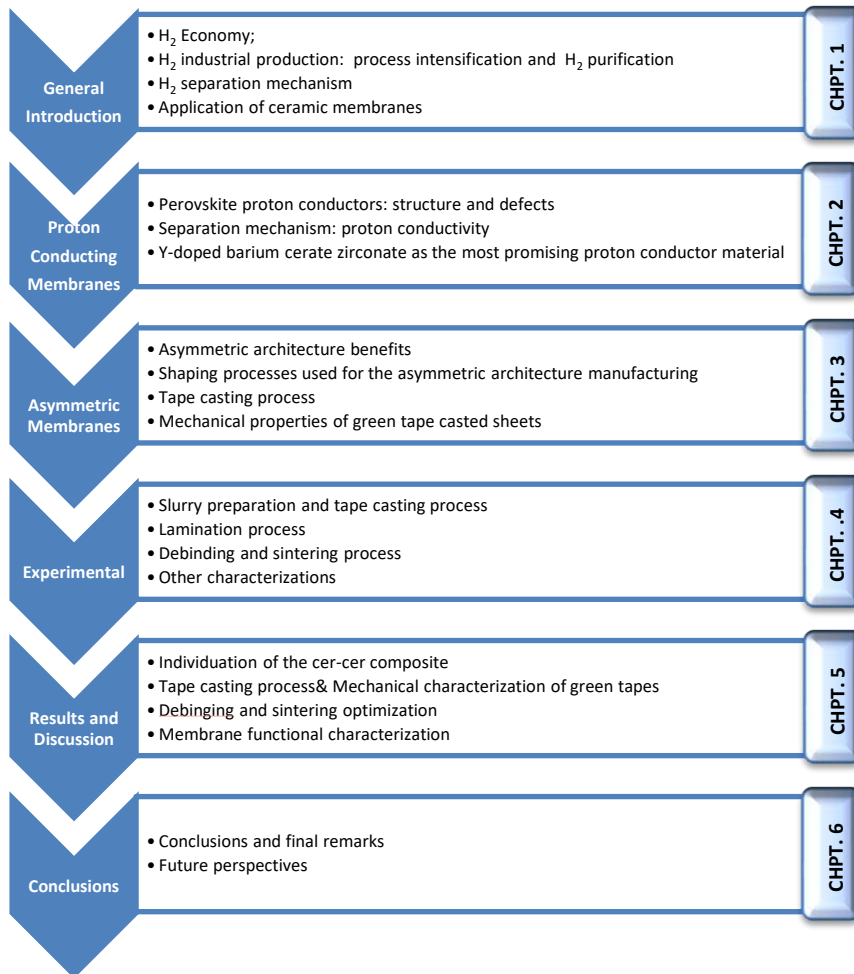 General
Introduction
• H₂ Economy;
• H₂ industrial production: process intensification and H₂ purification
• H₂ separation mechanism
• Application of ceramic membranes
CHPT. 1
Proton
Conducting
Membranes
• Perovskite proton conductors: structure and defects
• Separation mechanism: proton conductivity
• Y-doped barium cerate zirconate as the most promising proton conductor material
CHPT. 2
Asymmetric
Membranes
• Asymmetric architecture benefits
• Shaping processes used for the asymmetric architecture manufacturing
• Tape casting process
• Mechanical properties of green tape casted sheets
CHPT. 3
Experimental
• Slurry preparation and tape casting process
• Lamination process
• Debinding and sintering process
• Other characterizations
CHPT. .4
Results and
Discussion
• Individuation of the cer-cer composite
• Tape casting process& Mechanical characterization of green tapes
• Debinging and sintering optimization
• Membrane functional characterization
CHPT. 5
Conclusions
• Conclusions and final remarks
• Future perspectives
CHPT. 6